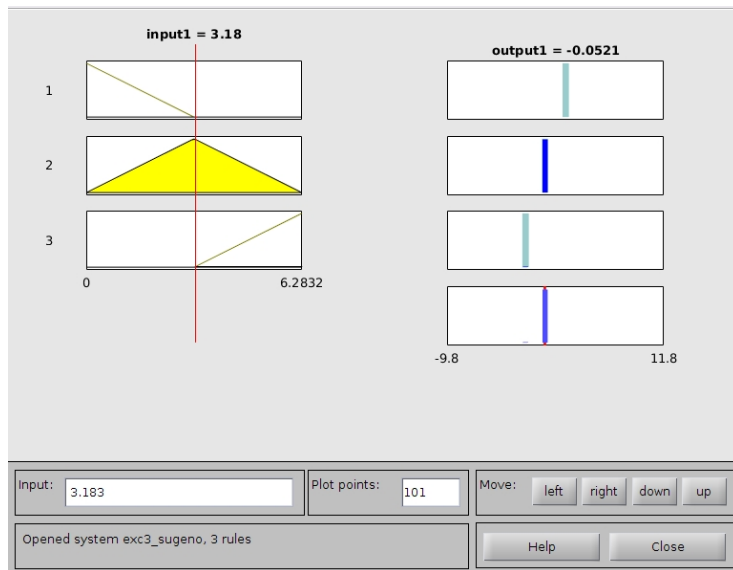 input1 = 3.18
output1 = -0.0521
1
2
3
0 6.2832
-9.8 11.8
Input: 3.183
Plot points: 101
Move: left right down up
Opened system exc3_sugeno, 3 rules
Help Close